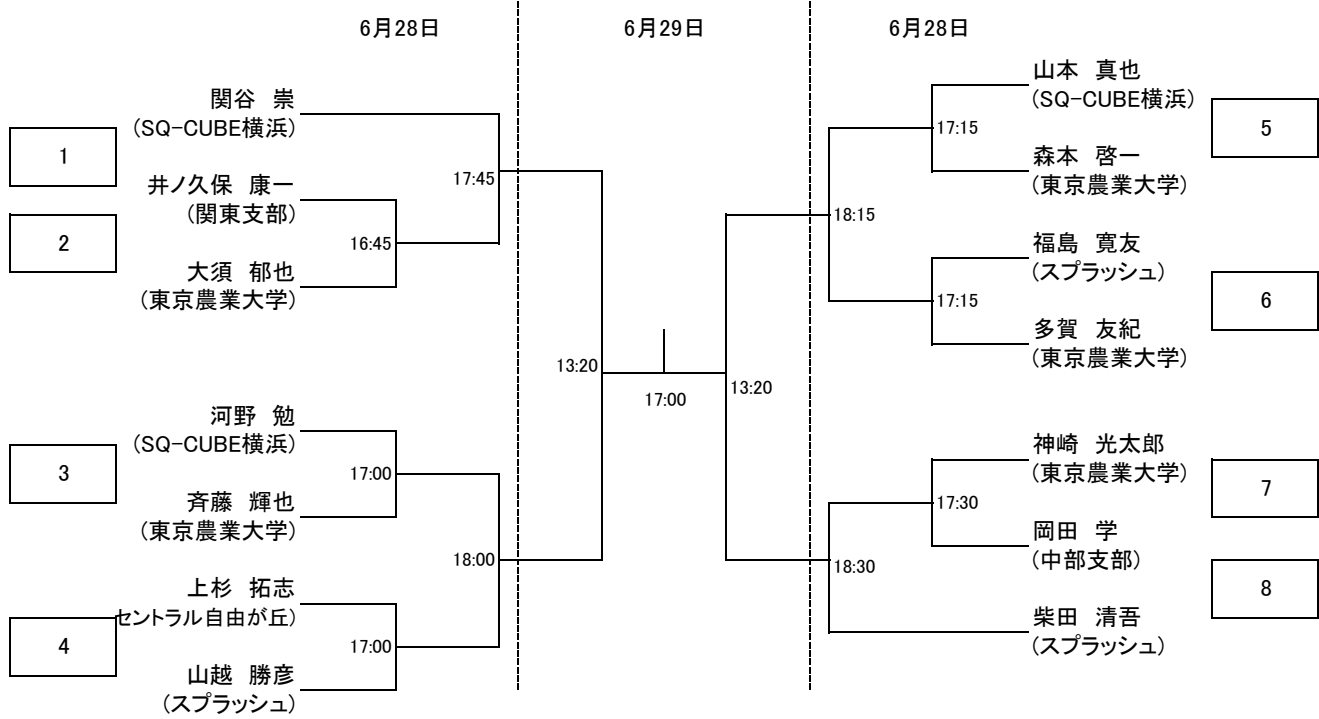 6月28日
6月29日
6月28日
関谷　崇
(SQ-CUBE横浜)
1
井ノ久保　康一
(関東支部)
2
大須　郁也
(東京農業大学)
17:45
16:45
河野　勉
(SQ-CUBE横浜)
3
斉藤　輝也
(東京農業大学)
17:00
18:00
上杉　拓志
セントラル自由が丘)
4
山越　勝彦
(スプラッシュ)
17:00
13:20
17:00
13:20
山本　真也
(SQ-CUBE横浜)
5
17:15
森本　啓一
(東京農業大学)
18:15
福島　寛友
(スプラッシュ)
6
17:15
多賀　友紀
(東京農業大学)
神崎　光太郎
(東京農業大学)
7
17:30
岡田　学
(中部支部)
18:30
8
柴田　清吾
(スプラッシュ)